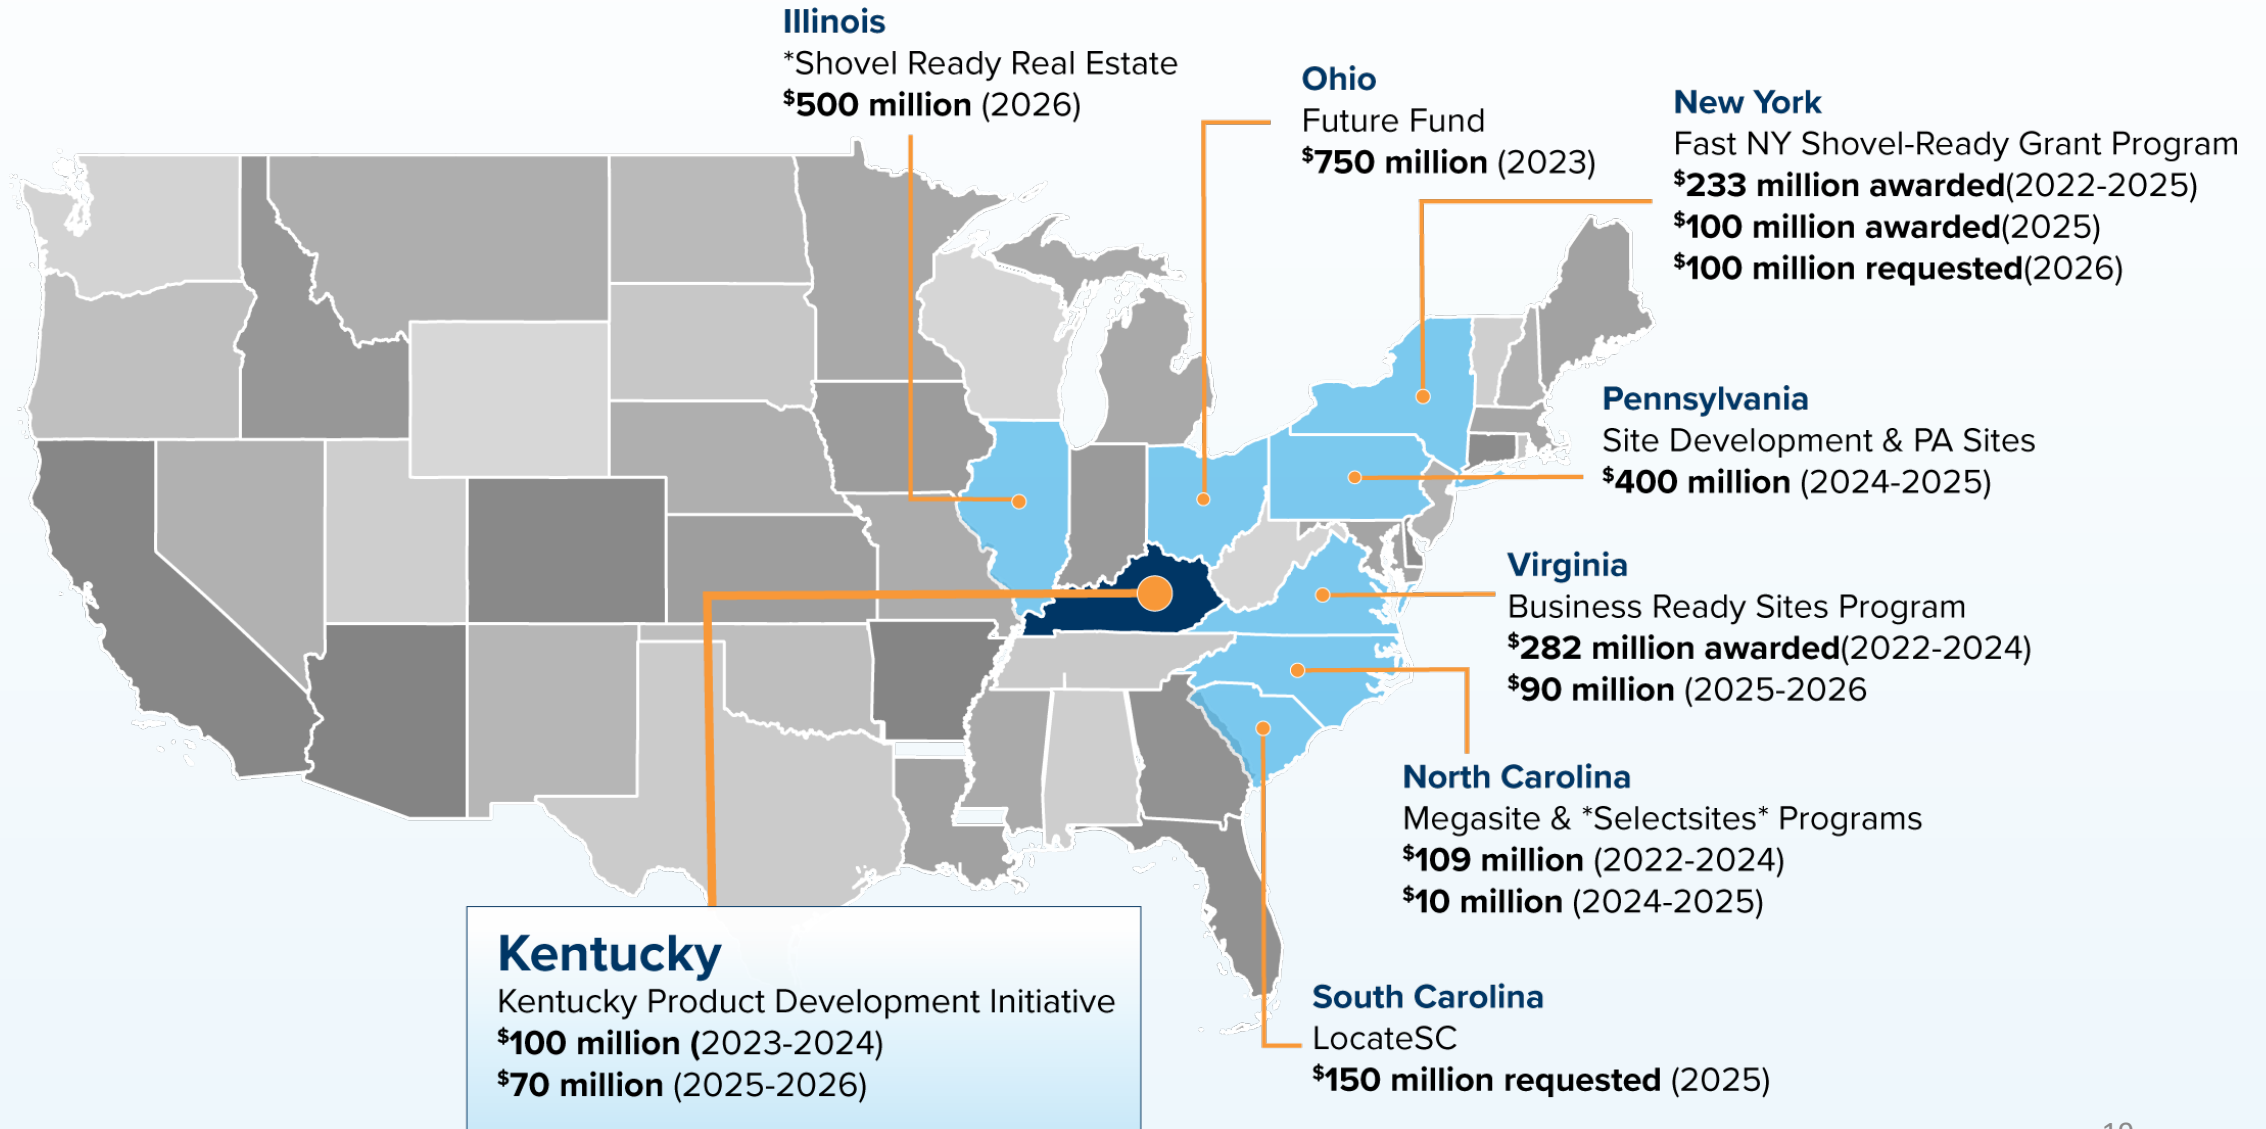 Illinois
*Shovel Ready Real Estate
$500 million (2026)
Ohio
Future Fund
$750 million (2023)
New York
Fast NY Shovel-Ready Grant Program
$233 million awarded(2022-2025)
$100 million awarded(2025)
$100 million requested(2026)
Pennsylvania
Site Development & PA Sites
$400 million (2024-2025)
Virginia
Business Ready Sites Program
$282 million awarded(2022-2024)
$90 million (2025-2026
North Carolina
Megasite & *Selectsites* Programs
$109 million (2022-2024)
$10 million (2024-2025)
South Carolina
LocateSC
$150 million requested (2025)
Kentucky
Kentucky Product Development Initiative
$100 million (2023-2024)
$70 million (2025-2026)